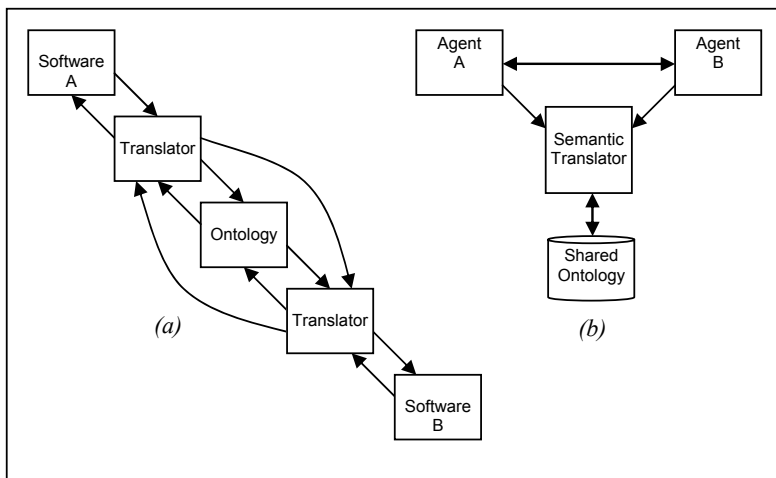 Software
A
Translator
Ontology
Translator
Software
B
(a)
Agent
A
Agent
B
Semantic
Translator
Shared
Ontology
(b)